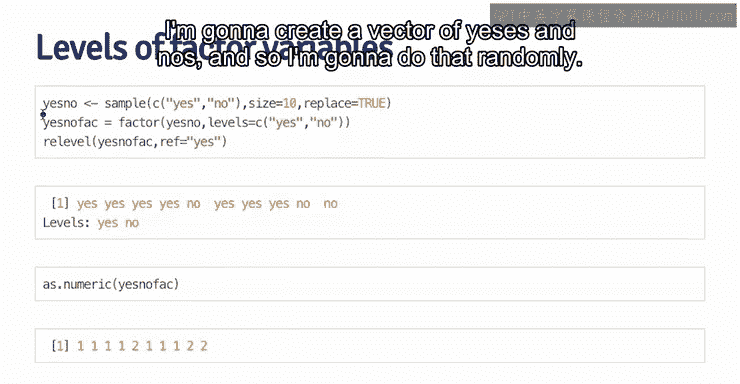 I'm gonna create a vector of yeses and
nos, and so I'm gonna do that randomly.
Levels of factor variables
yesno <- sample(c("yes","no"),size=10,replace=TRUE)
yesnofac = factor(yesno,levels=c("yes","no"))
relevel(yesnofac,ref="yes")
[1] yes yes yes yes no  yes yes yes no  no
Levels: yes no
as.numeric(yesnofac)
[1] 1 1 1 1 2 1 1 1 2 2